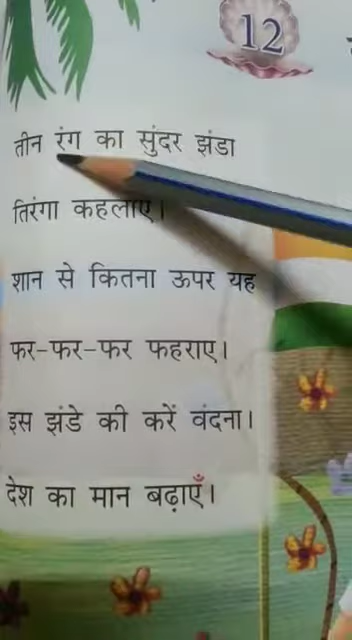 12
तीन रंग का सुंदर झंडा
तिरंगा कहलाए।
शान से कितना ऊपर यह
फर-फर-फर फहराए।
इस झंडे की करें वंदना।
देश का मान बढ़ाएँ।